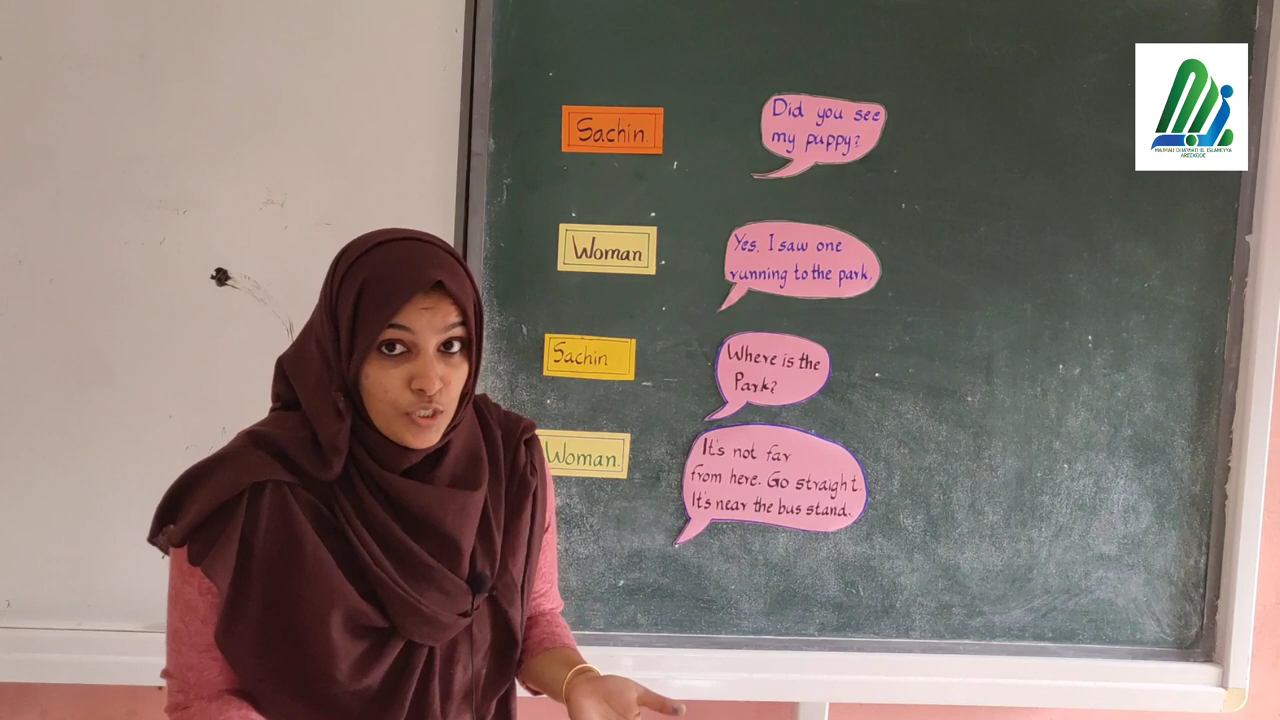 Sachin.
Did you see
my puppy?
Woman
Yes. I saw one
running to the park.
Sachin
Where is the
Park?
Woman.
It's not far
from here. Go straight.
It's near the bus stand.
AREEKODE